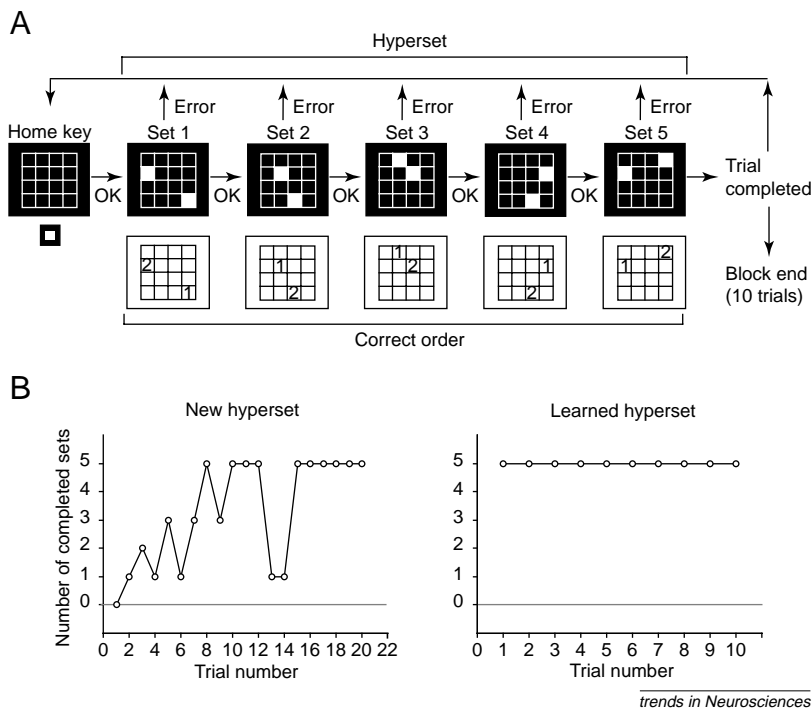 A
Hyperset
Error Error Error Error Error
Home key Set 1 Set 2 Set 3 Set 4 Set 5
OK OK OK OK OK
Trial
completed
2 1
1 2
1 2
1 2
1 2
Block end
(10 trials)
Correct order
B
New hyperset
Number of completed sets
5
4
3
2
1
0
0 2 4 6 8 10 12 14 16 18 20 22
Trial number
Learned hyperset
5
4
3
2
1
0
0 1 2 3 4 5 6 7 8 9 10
Trial number
trends in Neurosciences